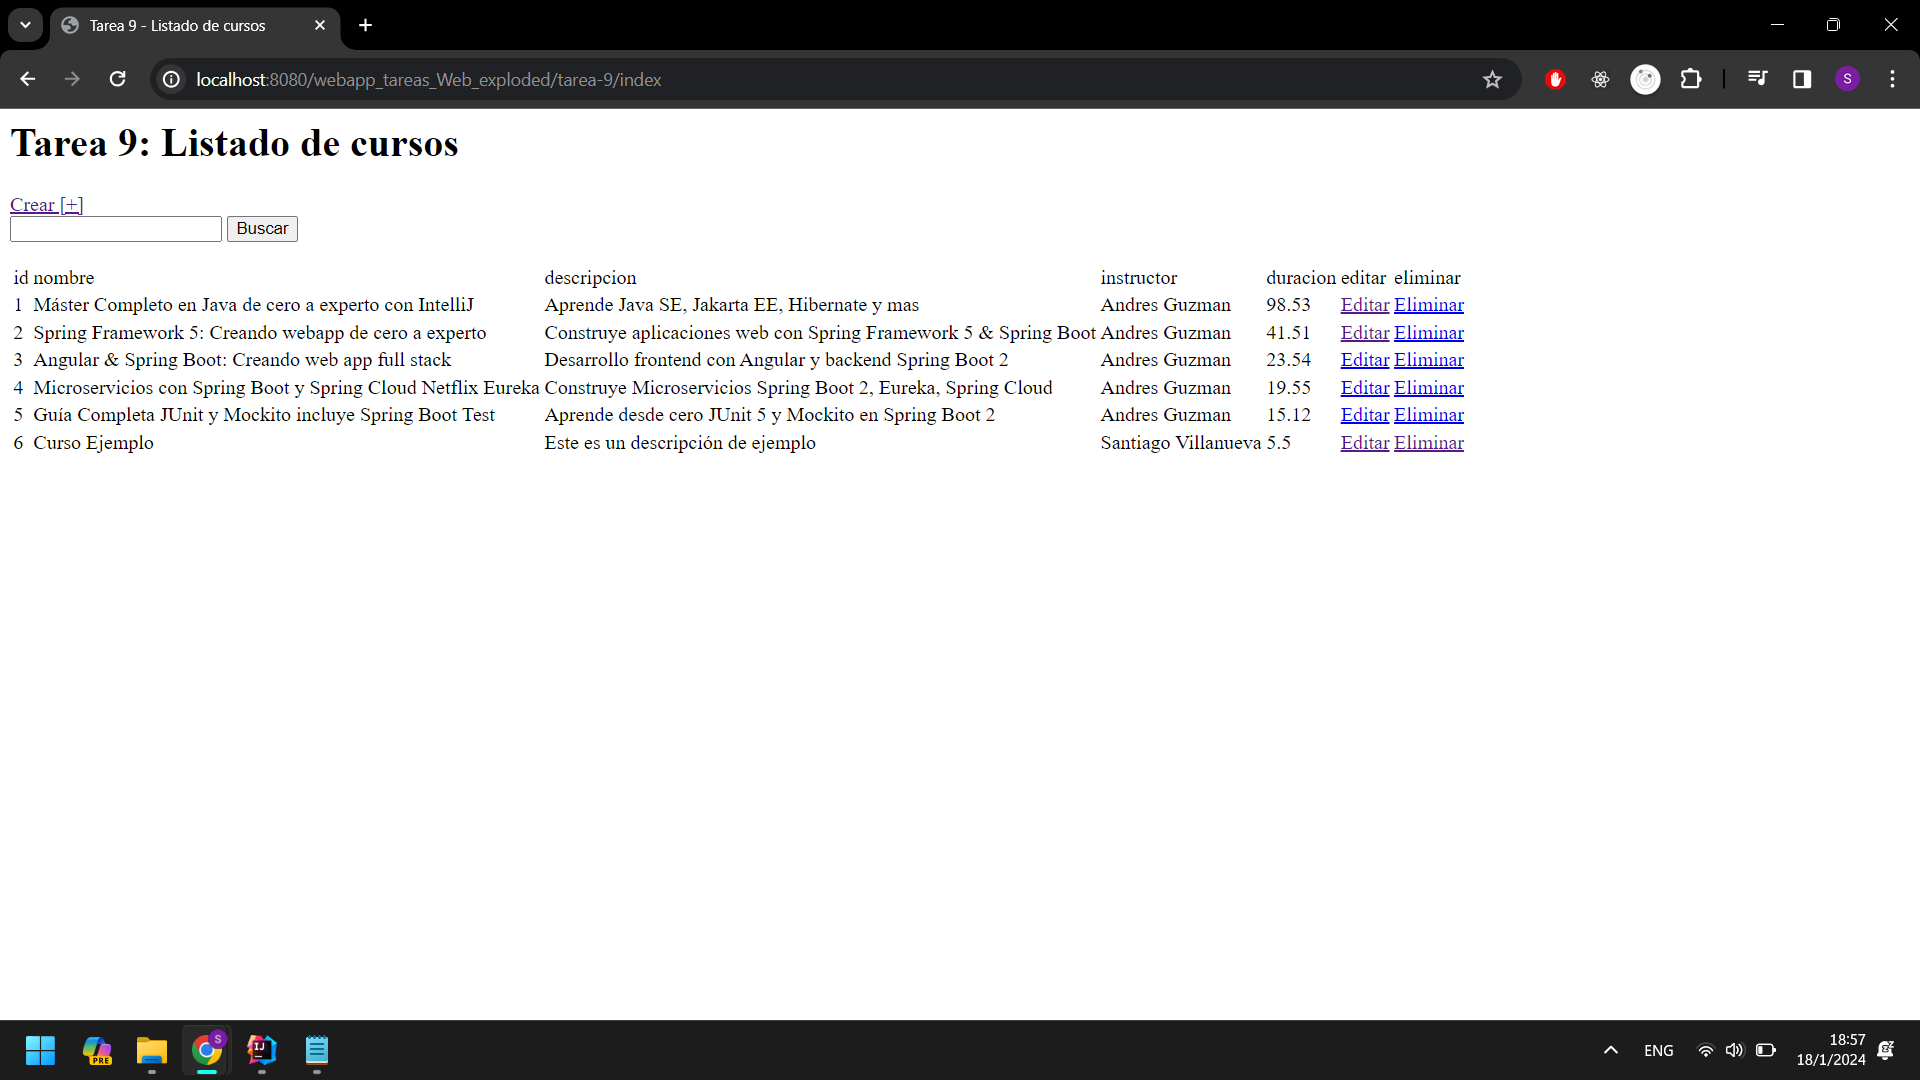 Tarea 9 - Listado de cursos
localhost:8080/webapp_tareas_Web_exploded/tarea-9/index
S
Tarea 9: Listado de cursos
Crear [+]
Buscar
id nombre descripcion instructor duracion editar eliminar
1 Máster Completo en Java de cero a experto con IntelliJ Aprende Java SE, Jakarta EE, Hibernate y mas Andres Guzman 98.53 Editar Eliminar
2 Spring Framework 5: Creando webapp de cero a experto Construye aplicaciones web con Spring Framework 5 & Spring Boot Andres Guzman 41.51 Editar Eliminar
3 Angular & Spring Boot: Creando web app full stack Desarrollo frontend con Angular y backend Spring Boot 2 Andres Guzman 23.54 Editar Eliminar
4 Microservicios con Spring Boot y Spring Cloud Netflix Eureka Construye Microservicios Spring Boot 2, Eureka, Spring Cloud Andres Guzman 19.55 Editar Eliminar
5 Guía Completa JUnit y Mockito incluye Spring Boot Test Aprende desde cero JUnit 5 y Mockito en Spring Boot 2 Andres Guzman 15.12 Editar Eliminar
6 Curso Ejemplo Este es un descripción de ejemplo Santiago Villanueva 5.5 Editar Eliminar
PRE
S
IJ
ENG
18:57
18/1/2024